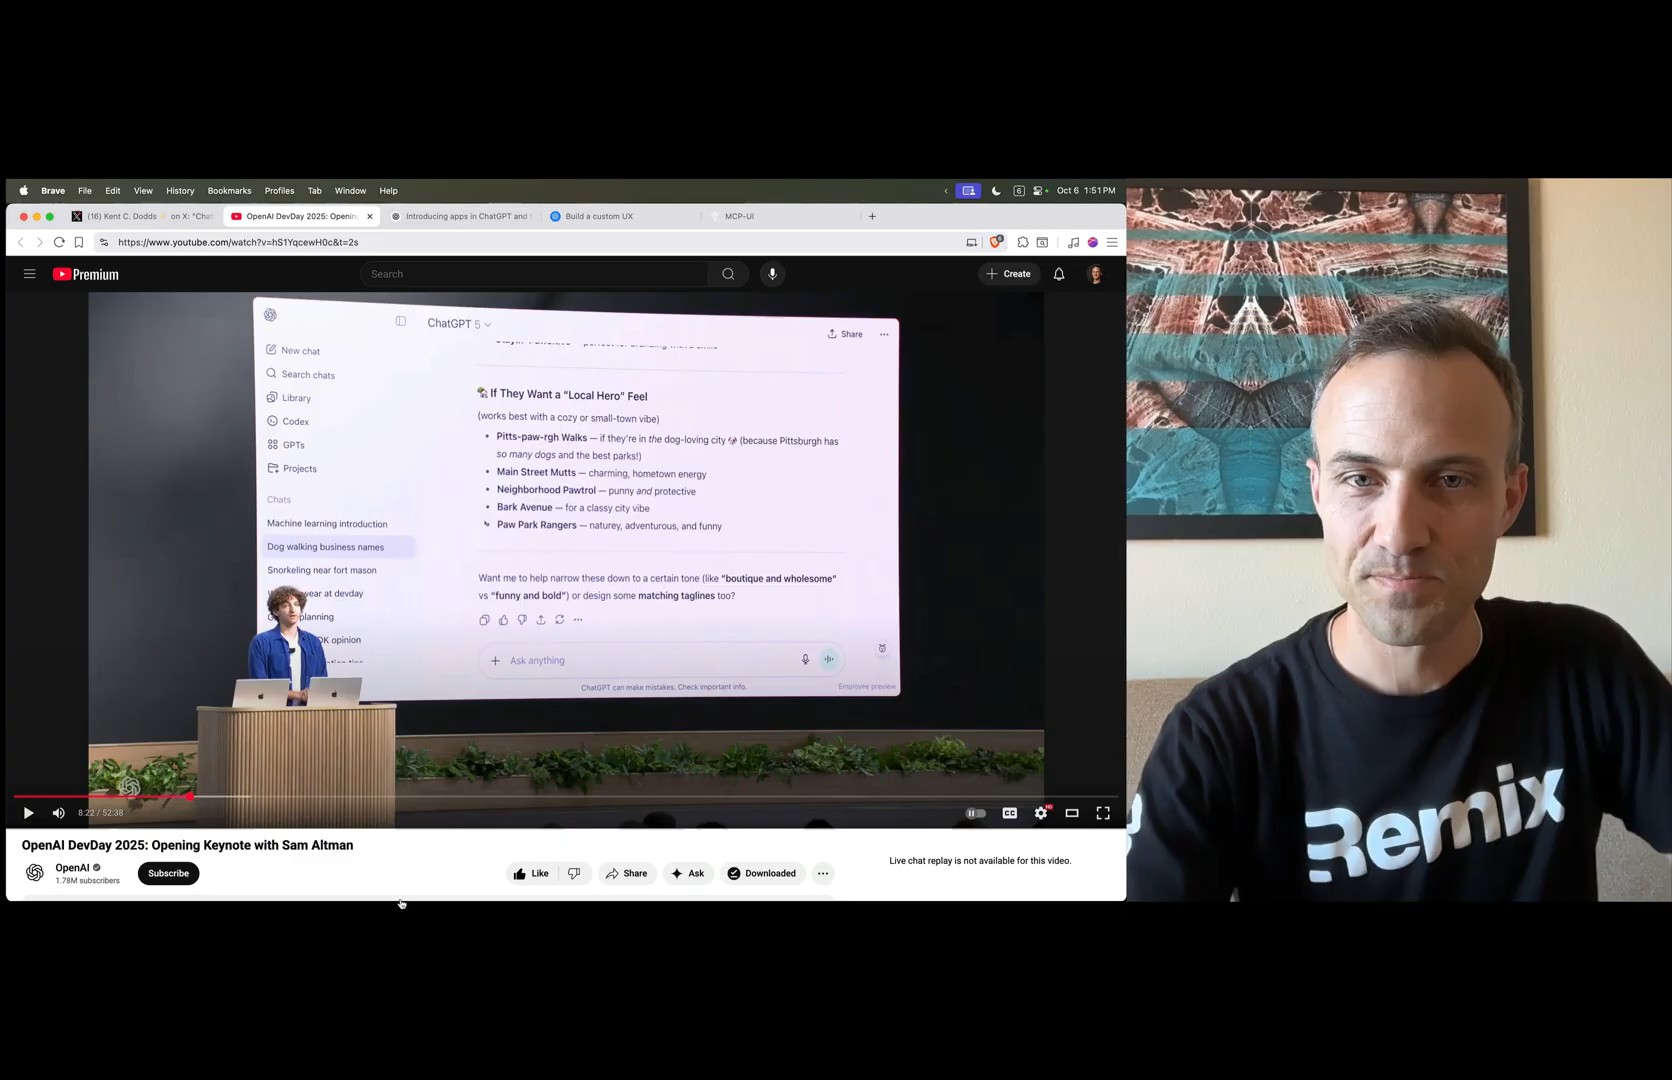 Brave File Edit View History Bookmarks Profiles Tab Window Help
6 Oct 6 1:51 PM
(16) Kent C. Dodds on X: "Chat
OpenAI DevDay 2025: Openin
Introducing apps in ChatGPT and
Build a custom UX
MCP-UI
https://www.youtube.com/watch?v=hS1YqcewH0c&t=2s
Premium
Search
Create
ChatGPT 5
Share
New chat
Search chats
Library
Codex
GPTs
Projects
Chats
Machine learning introduction
Dog walking business names
Snorkeling near fort mason
wear at devday
planning
DK opinion
If They Want a “Local Hero” Feel
(works best with a cozy or small-town vibe)
• Pitts-paw-rgh Walks — if they're in the dog-loving city (because Pittsburgh has
so many dogs and the best parks!)
• Main Street Mutts — charming, hometown energy
• Neighborhood Pawtrol — punny and protective
• Bark Avenue — for a classy city vibe
Paw Park Rangers — naturey, adventurous, and funny
Want me to help narrow these down to a certain tone (like “boutique and wholesome”
vs “funny and bold”) or design some matching taglines too?
Ask anything
ChatGPT can make mistakes. Check important info.
Employee preview
8:22 / 52:38
CC
HD
OpenAI DevDay 2025: Opening Keynote with Sam Altman
OpenAI
1.78M subscribers
Subscribe
Like
Share
Ask
Downloaded
Live chat replay is not available for this video.
Remix